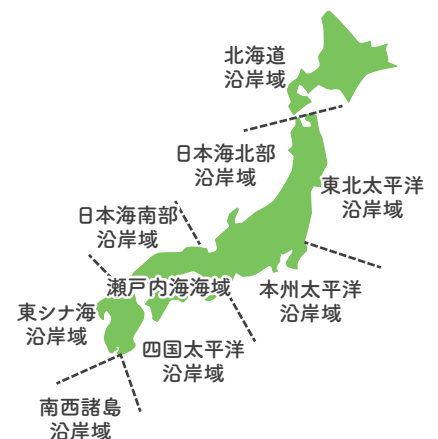 北海道
沿岸域
日本海北部
沿岸域
東北太平洋
沿岸域
日本海南部
沿岸域
瀬戸内海海域
本州太平洋
沿岸域
東シナ海
沿岸域
四国太平洋
沿岸域
南西諸島
沿岸域